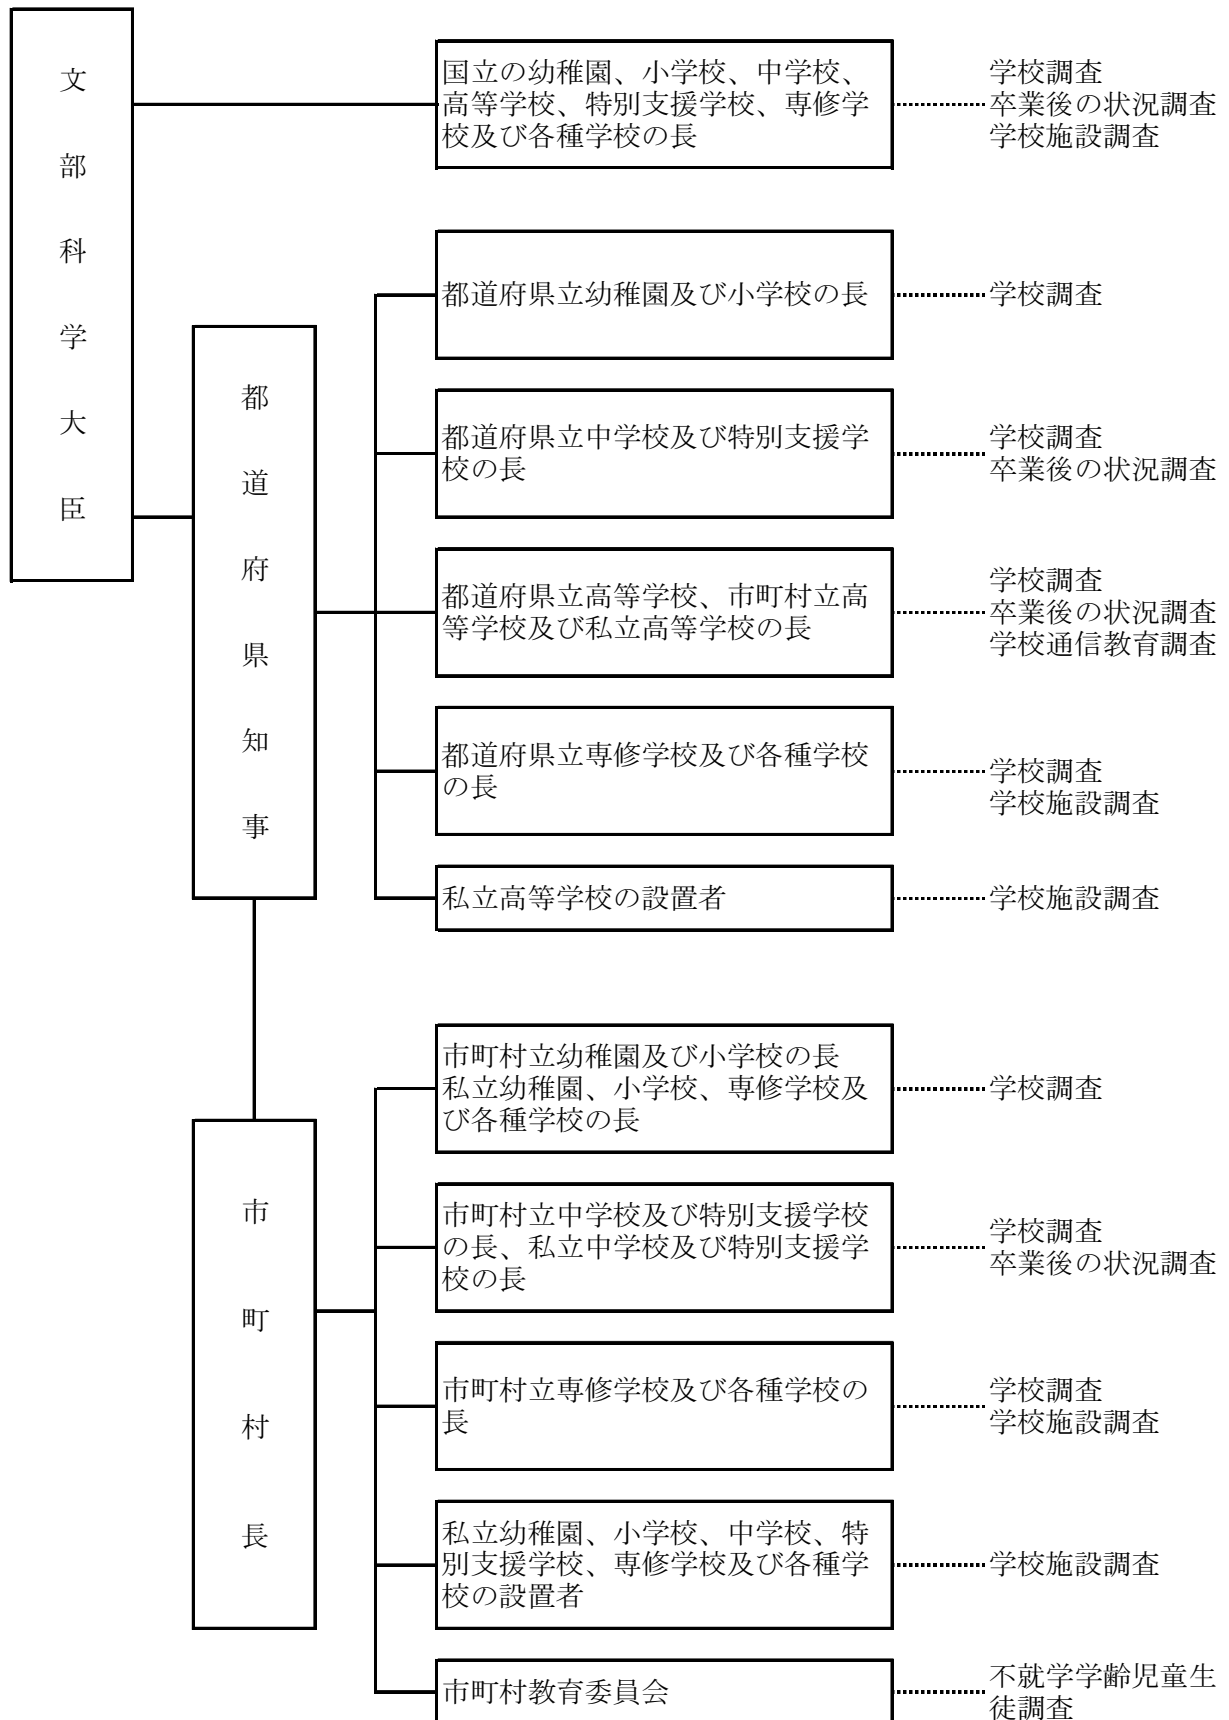 文部科学大臣
国立の幼稚園、小学校、中学校、
高等学校、特別支援学校、専修学
校及び各種学校の長
学校調査
卒業後の状況調査
学校施設調査
都道府県知事
都道府県立幼稚園及び小学校の長
学校調査
都道府県立中学校及び特別支援学
校の長
学校調査
卒業後の状況調査
都道府県立高等学校、市町村立高
等学校及び私立高等学校の長
学校調査
卒業後の状況調査
学校通信教育調査
都道府県立専修学校及び各種学校
の長
学校調査
学校施設調査
私立高等学校の設置者
学校施設調査
市町村長
市町村立幼稚園及び小学校の長
私立幼稚園、小学校、専修学校及
び各種学校の長
学校調査
市町村立中学校及び特別支援学校
の長、私立中学校及び特別支援学
校の長
学校調査
卒業後の状況調査
市町村立専修学校及び各種学校の
長
学校調査
学校施設調査
私立幼稚園、小学校、中学校、特
別支援学校、専修学校及び各種学
校の設置者
学校施設調査
市町村教育委員会
不就学学齢児童生
徒調査